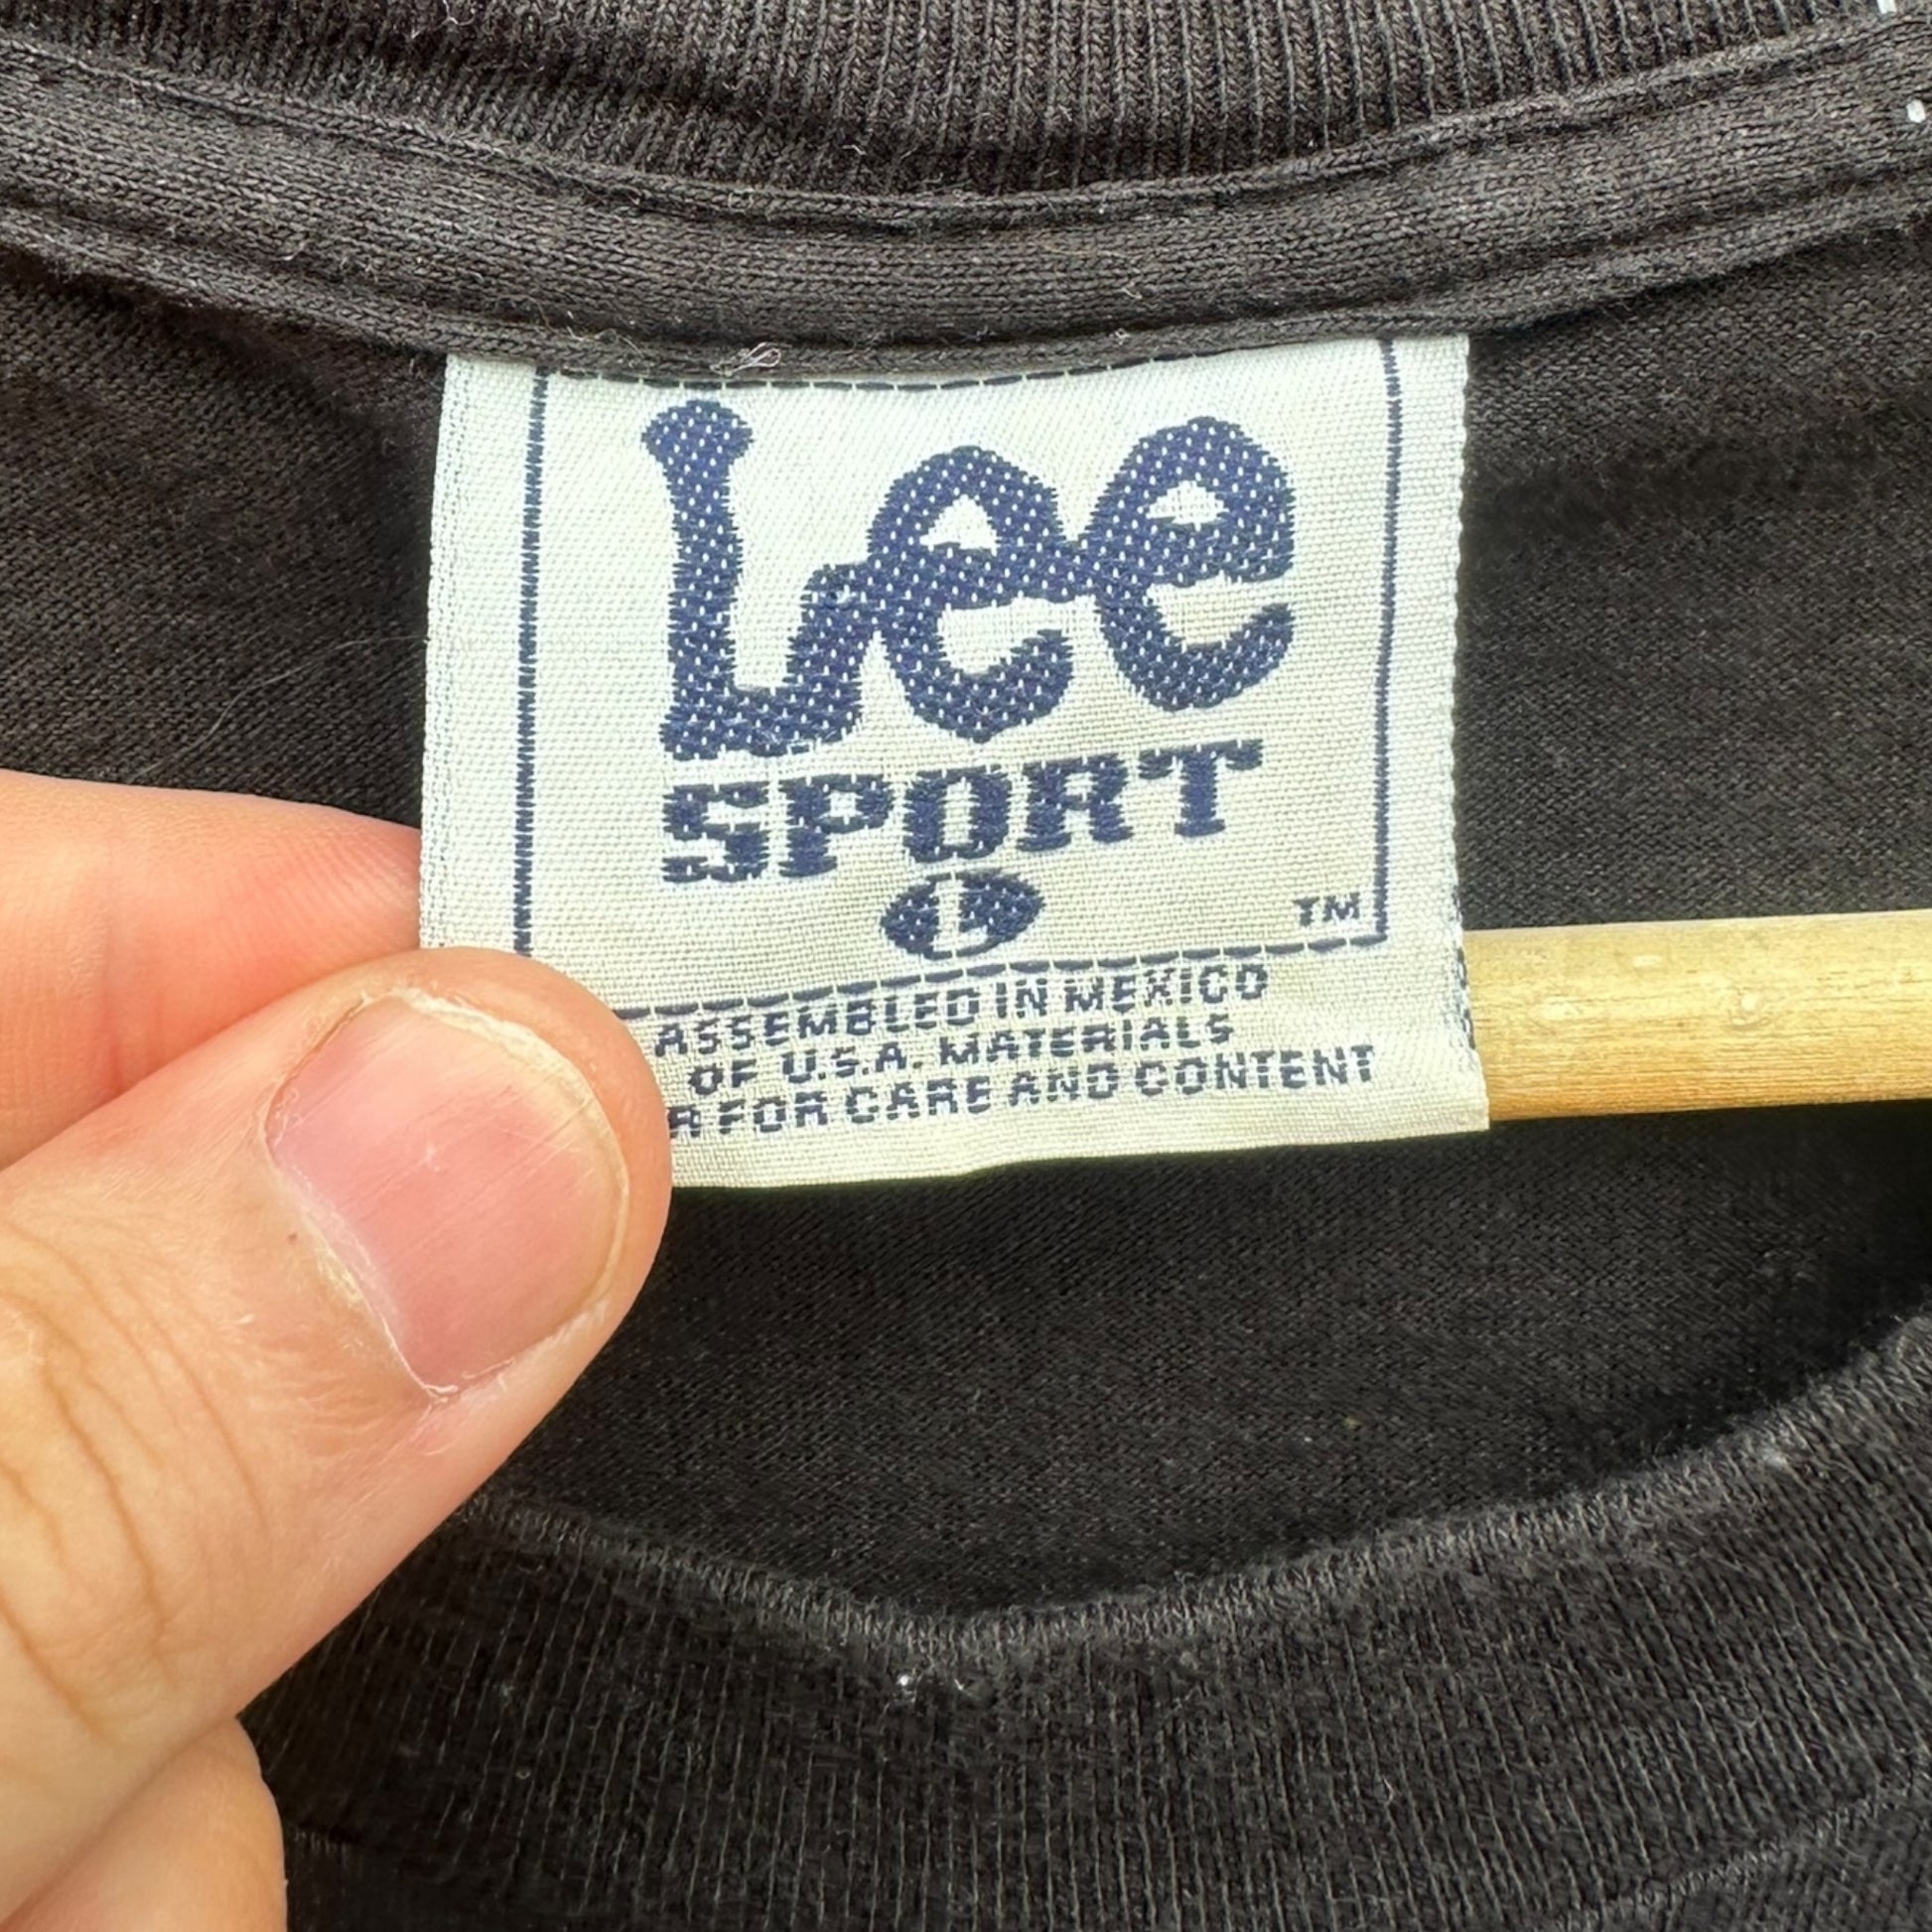 Lee
SPORT
L
TM
ASSEMBLED IN MEXICO
OF U.S.A. MATERIALS
FOR CARE AND CONTENT